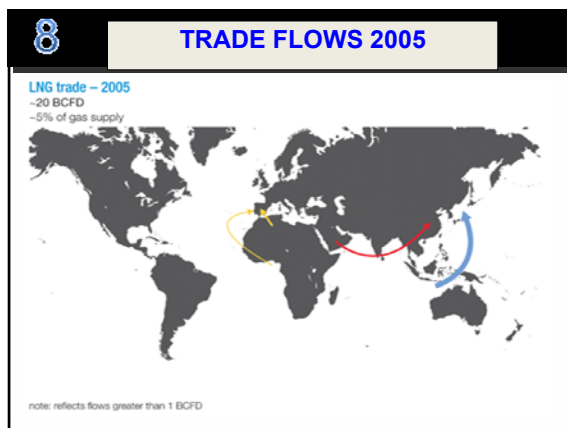 8
TRADE FLOWS 2005
LNG trade – 2005
~20 BCFD
~5% of gas supply
note: reflects flows greater than 1 BCFD